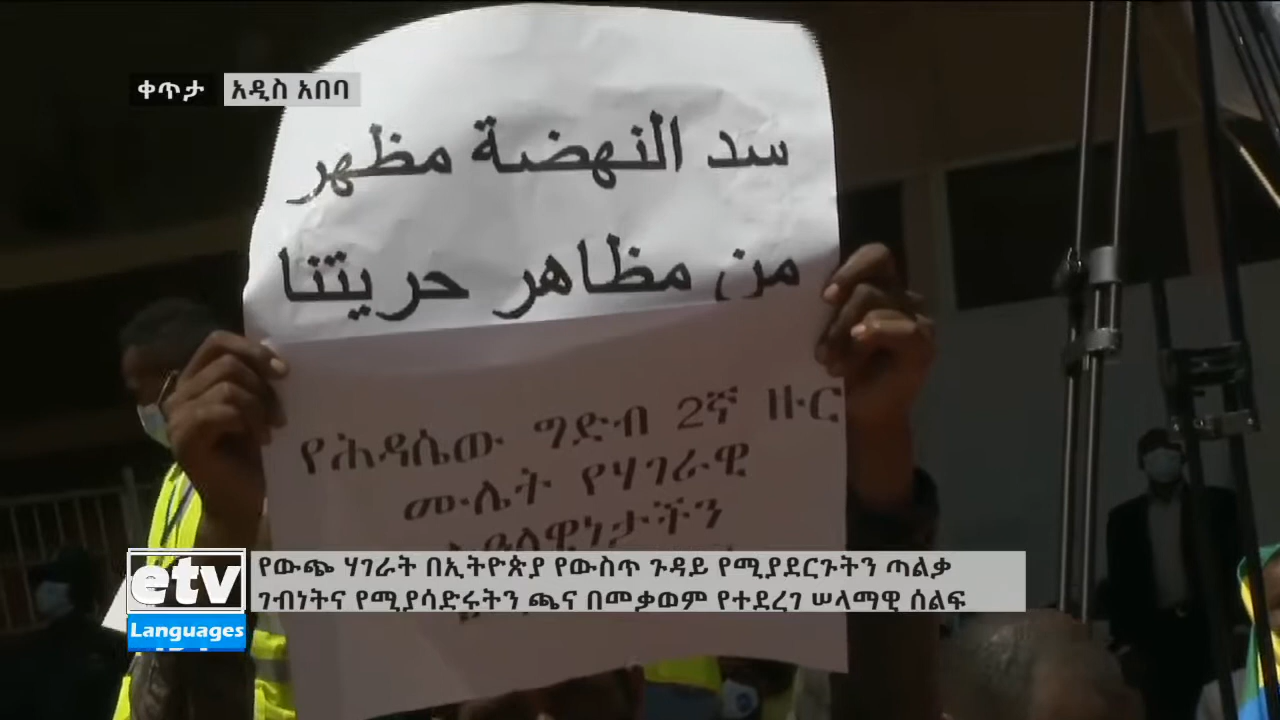 ቀጥታ አዲስ አበባ
سد النهضة مظهر
من مظاهر حريتنا
የሕዳሴው ግድብ 2ኛ ዙር
ሙሌት የሃገራዊ
etv
Languages
የውጭ ሃገራት በኢትዮጵያ የውስጥ ጉዳይ የሚያደርጉትን ጣልቃ
ገብነትና የሚያሳድሩትን ጫና በመቃወም የተደረገ ሠላማዊ ሰልፍ